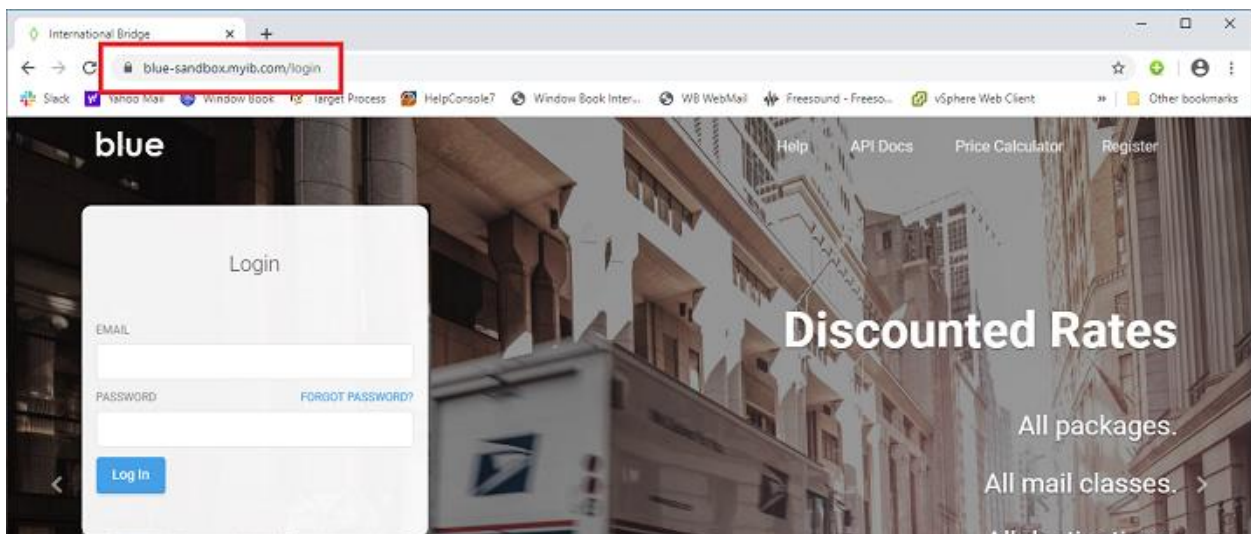 International Bridge
blue-sandbox.myib.com/login
Slack Yahoo Mail Window Book Target Process HelpConsole7 Window Book Inter... WB WebMail Freesound - Freeso... vSphere Web Client » Other bookmarks
blue Help API Docs Price Calculator Register
Login
EMAIL
PASSWORD FORGOT PASSWORD?
Log In
Discounted Rates
All packages.
All mail classes.